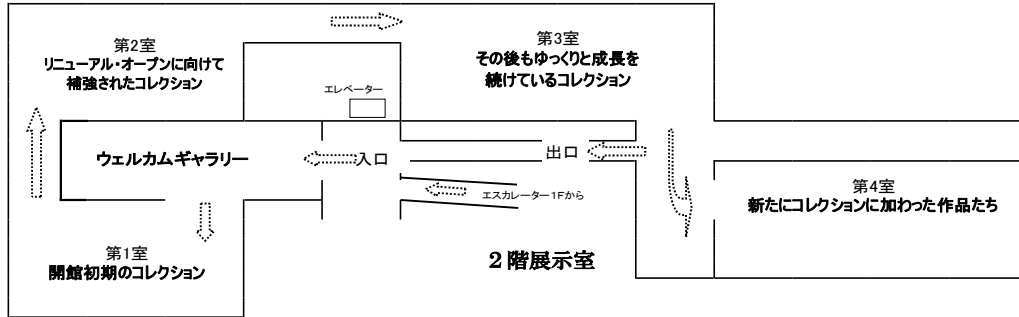 第2室
リニューアル・オープンに向けて
補強されたコレクション
第3室
その後もゆっくりと成長を
続けているコレクション
エレベーター
ウェルカムギャラリー
入口
出口
エスカレーター1Fから
第4室
新たにコレクションに加わった作品たち
第1室
開館初期のコレクション
2階展示室